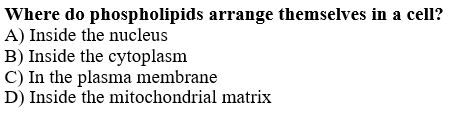 Where do phospholipids arrange themselves in a cell?
A) Inside the nucleus
B) Inside the cytoplasm
C) In the plasma membrane
D) Inside the mitochondrial matrix